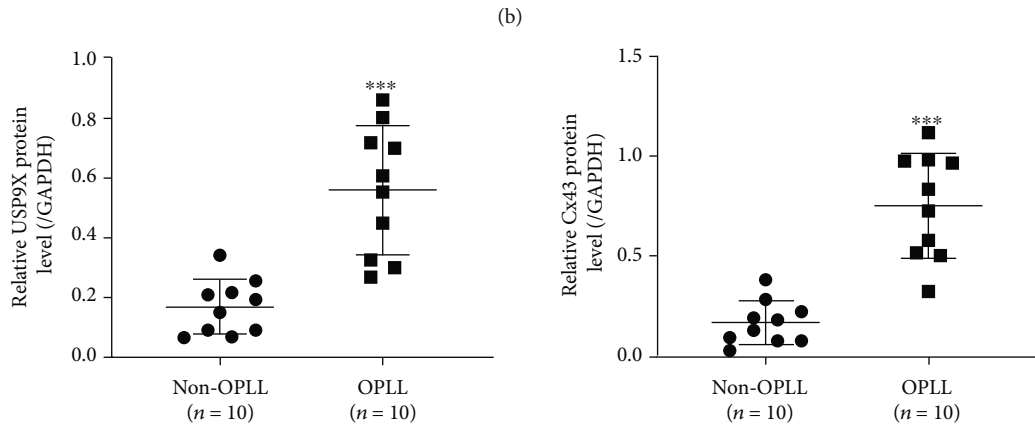 (b)
Relative USP9X protein
level (/GAPDH)
1.0
0.8
0.6
0.4
0.2
0.0
***
Non-OPLL
(n = 10)
OPLL
(n = 10)
Relative Cx43 protein
level (/GAPDH)
1.5
1.0
0.5
0.0
***
Non-OPLL
(n = 10)
OPLL
(n = 10)